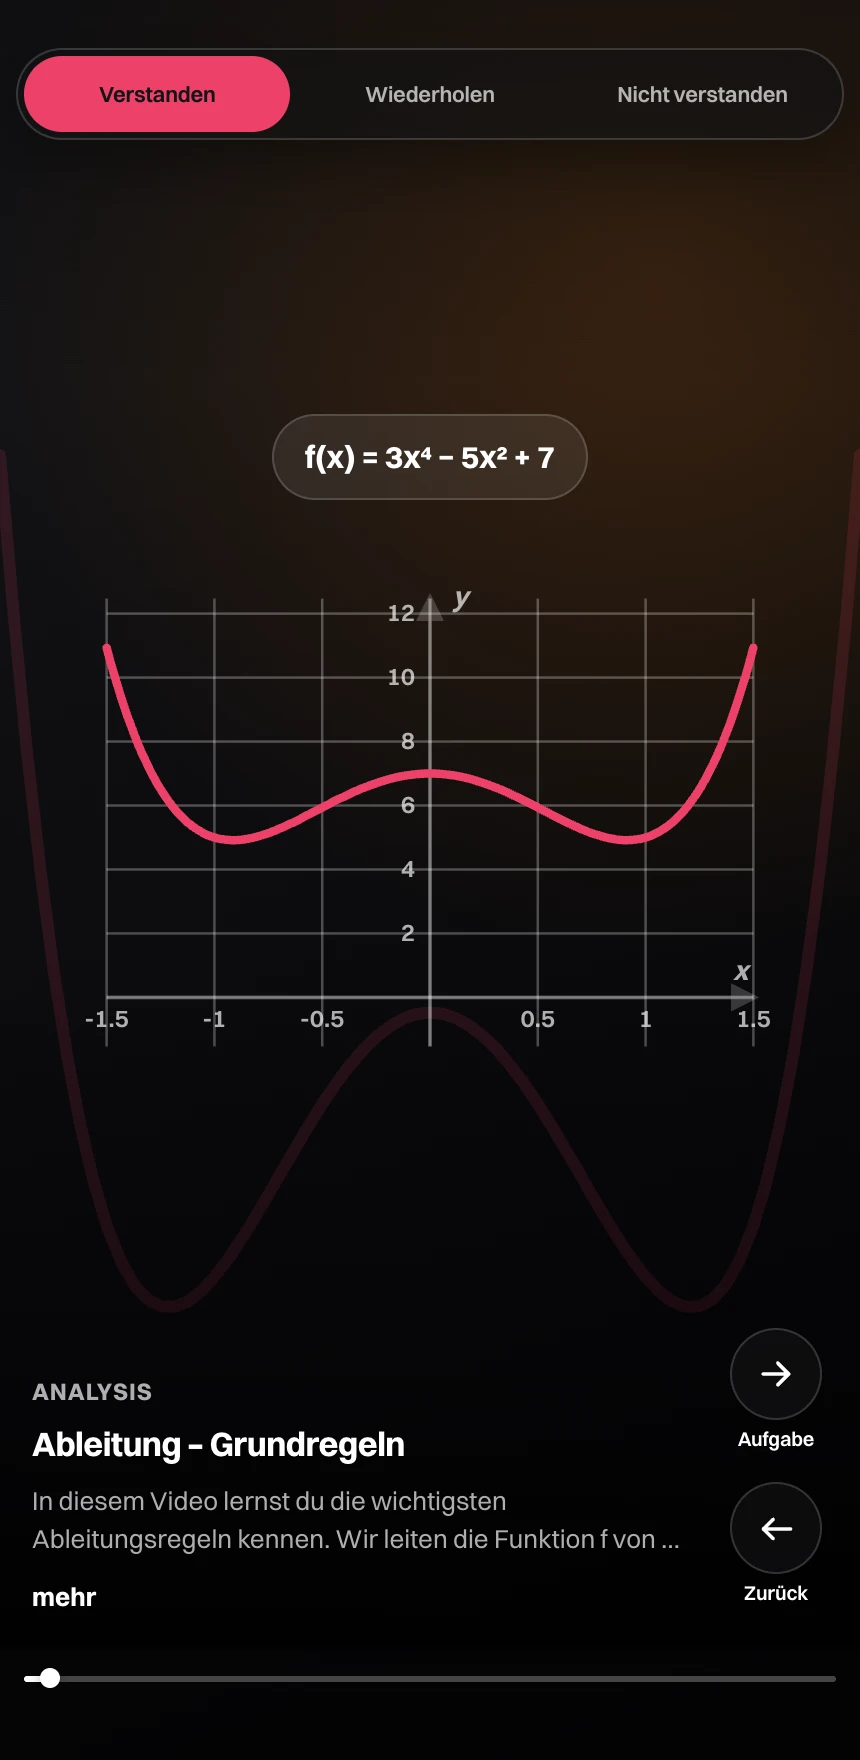 Verstanden
Wiederholen
Nicht verstanden
f(x) = 3x⁴ − 5x² + 7
y
12
10
8
6
4
2
x
-1.5 -1 -0.5 0.5 1 1.5
ANALYSIS
Ableitung – Grundregeln
In diesem Video lernst du die wichtigsten
Ableitungsregeln kennen. Wir leiten die Funktion f von ...
mehr
Aufgabe
Zurück